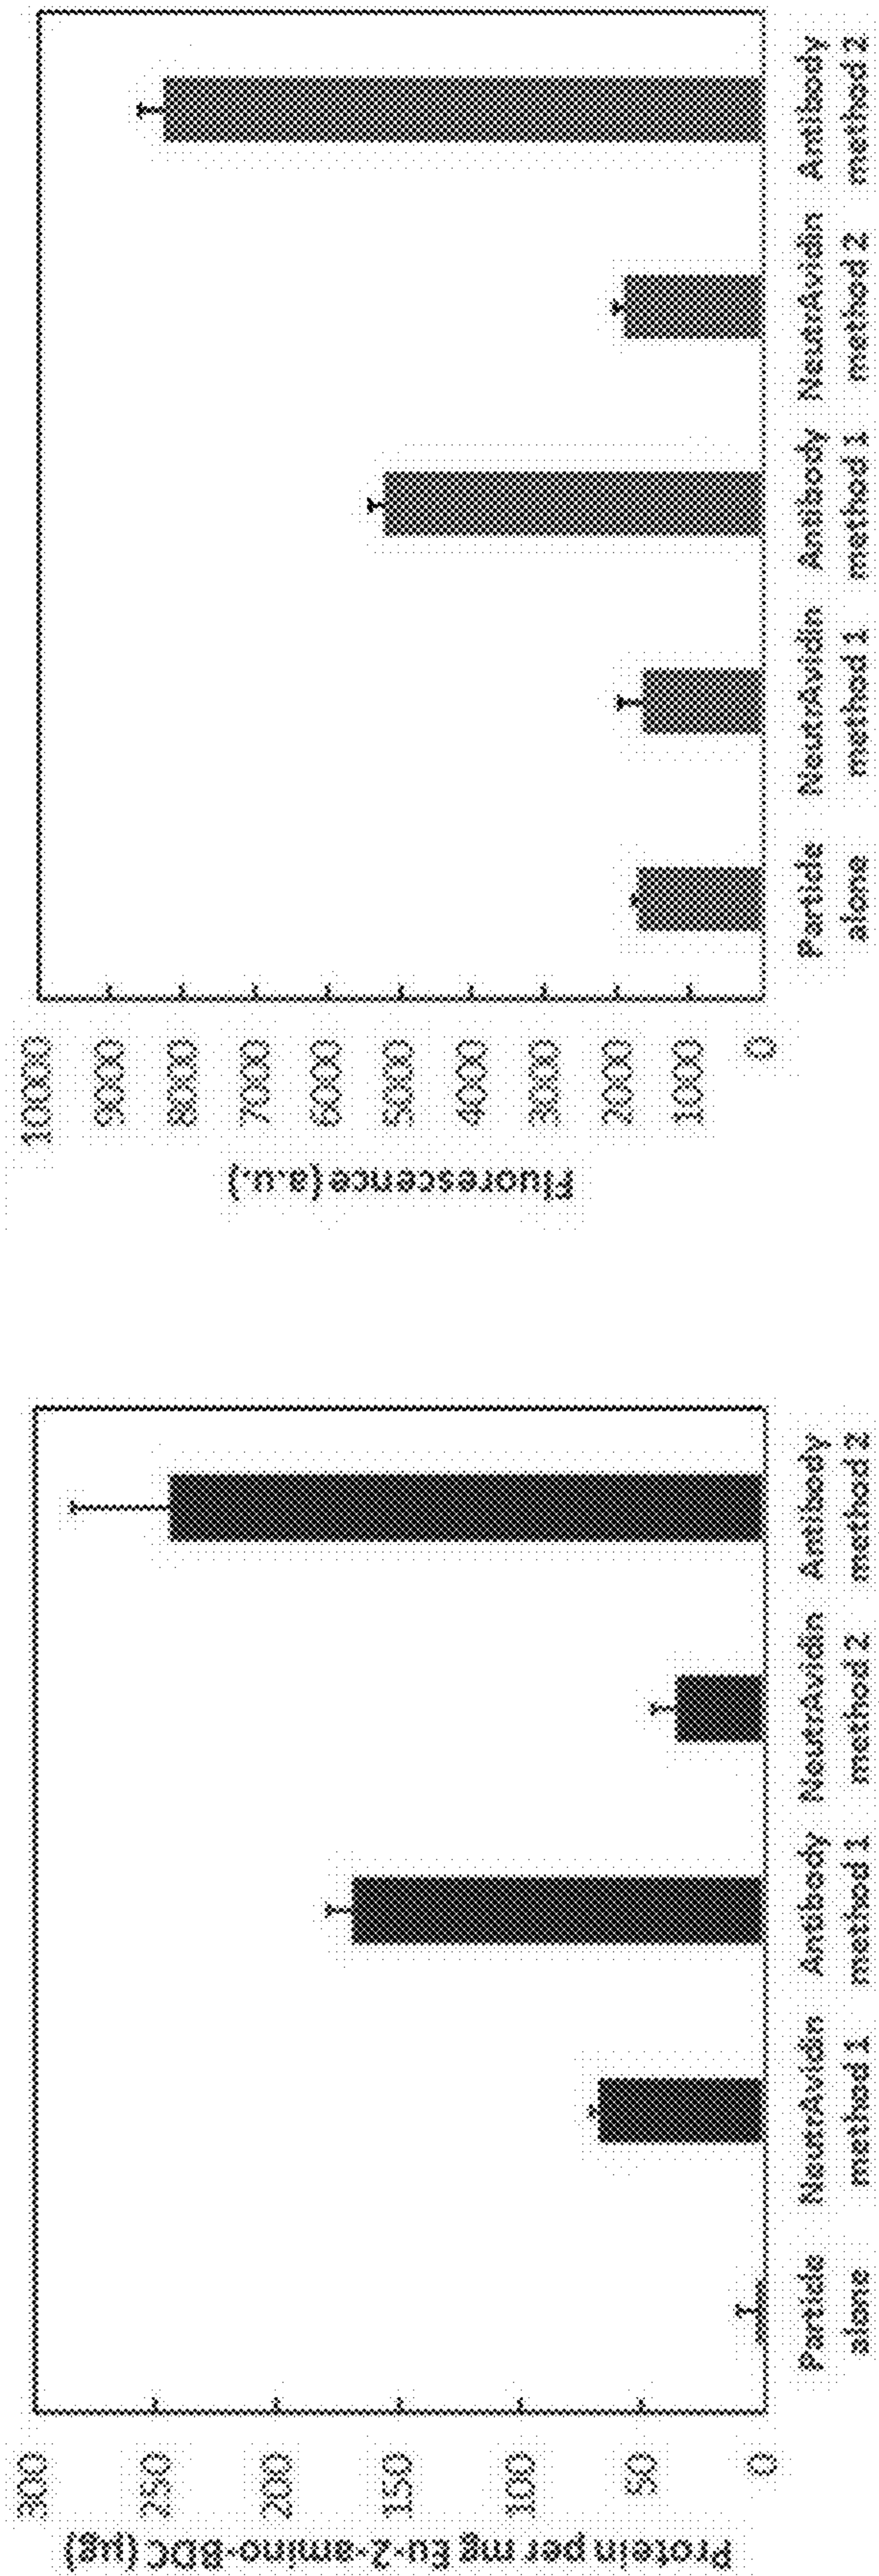 Protein per mg Eu-2-amino-BDC (µg)
300
250
200
150
100
50
0
Particle
alone
NeutrAvidin
method 1
Antibody
method 1
NeutrAvidin
method 2
Antibody
method 2
Fluorescence (a.u.)
10000
9000
8000
7000
6000
5000
4000
3000
2000
1000
0
Particle
alone
NeutrAvidin
method 1
Antibody
method 1
NeutrAvidin
method 2
Antibody
method 2